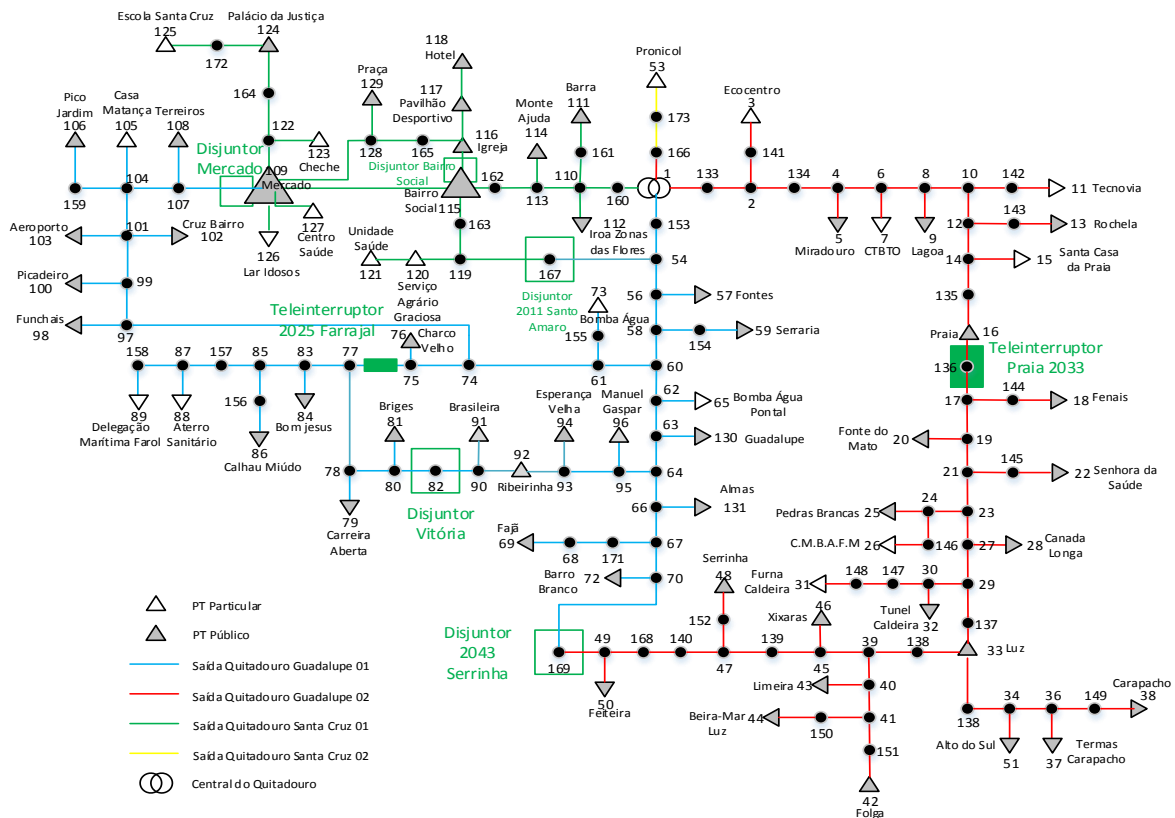 Escola Santa Cruz
125
172
Palácio da Justiça
124
164
122
123
Cheche
118
Hotel
117
Pavilhão
Desportivo
116
Igreja
Praça
129
128
165
Monte
Ajuda
114
Barra
111
161
Pronicol
53
173
166
1
Ecocentro
3
141
Pico
Jardim
106
Casa
Matança
105
Terreiros
108
Disjuntor
Mercado
109
Mercado
Disjuntor Bairro
Social
Bairro
Social
115
162
113
110
160
112
Iroa Zonas
das Flores
133
2
134
4
6
8
10
142
11 Tecnovia
159
104
107
127
Centro
Saúde
126
Lar Idosos
163
153
5
Miradouro
7
CTBTO
9
Lagoa
12
143
13 Rochela
Aeroporto
103
101
Cruz Bairro
102
Unidade
Saúde
121
120
Serviço
Agrário
Graciosa
119
167
Disjuntor
2011 Santo
Amaro
54
14
15
Santa Casa
da Praia
Picadeiro
100
99
73
Bomba Água
155
56
57 Fontes
135
Funchais
98
97
Teleinterruptor
2025 Farrajal
76
Charco
Velho
58
154
59 Serraria
Praia
16
136
Teleinterruptor
Praia 2033
158
87
157
85
83
77
75
74
61
60
89
Delegação
Marítima Farol
88
Aterro
Sanitário
156
86
Calhau Miúdo
84
Bom jesus
Briges
81
Brasileira
91
Esperança
Velha
94
Manuel
Gaspar
96
62
65
Bomba Água
Pontal
63
130 Guadalupe
17
144
18 Fenais
Fonte do
Mato
20
19
78
79
Carreira
Aberta
80
82
Disjuntor
Vitória
90
92
Ribeirinha
93
95
64
21
145
22
Senhora da
Saúde
66
131
Almas
Pedras Brancas
25
24
23
Fajã
69
68
171
67
C.M.B.A.F.M
26
146
27
28
Canada
Longa
Barro
Branco
72
70
Serrinha
48
Furna
Caldeira
31
148
147
30
29
152
Xixaras
46
Tunel
Caldeira
32
137
Disjuntor
2043
Serrinha
169
49
168
140
47
139
45
39
138
33 Luz
50
Feiteira
Limeira
43
40
Beira-Mar
Luz
44
150
41
151
42
Folga
138
34
36
149
Carapacho
38
Alto do Sul
51
37
Termas
Carapacho
PT Particular
PT Público
Saída Quitadouro Guadalupe 01
Saída Quitadouro Guadalupe 02
Saída Quitadouro Santa Cruz 01
Saída Quitadouro Santa Cruz 02
Central do Quitadouro